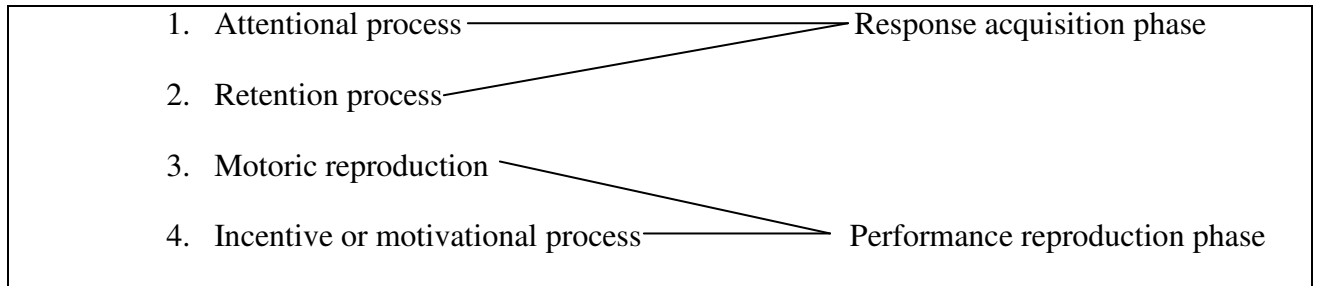 1. Attentional process Response acquisition phase
2. Retention process
3. Motoric reproduction
4. Incentive or motivational process Performance reproduction phase